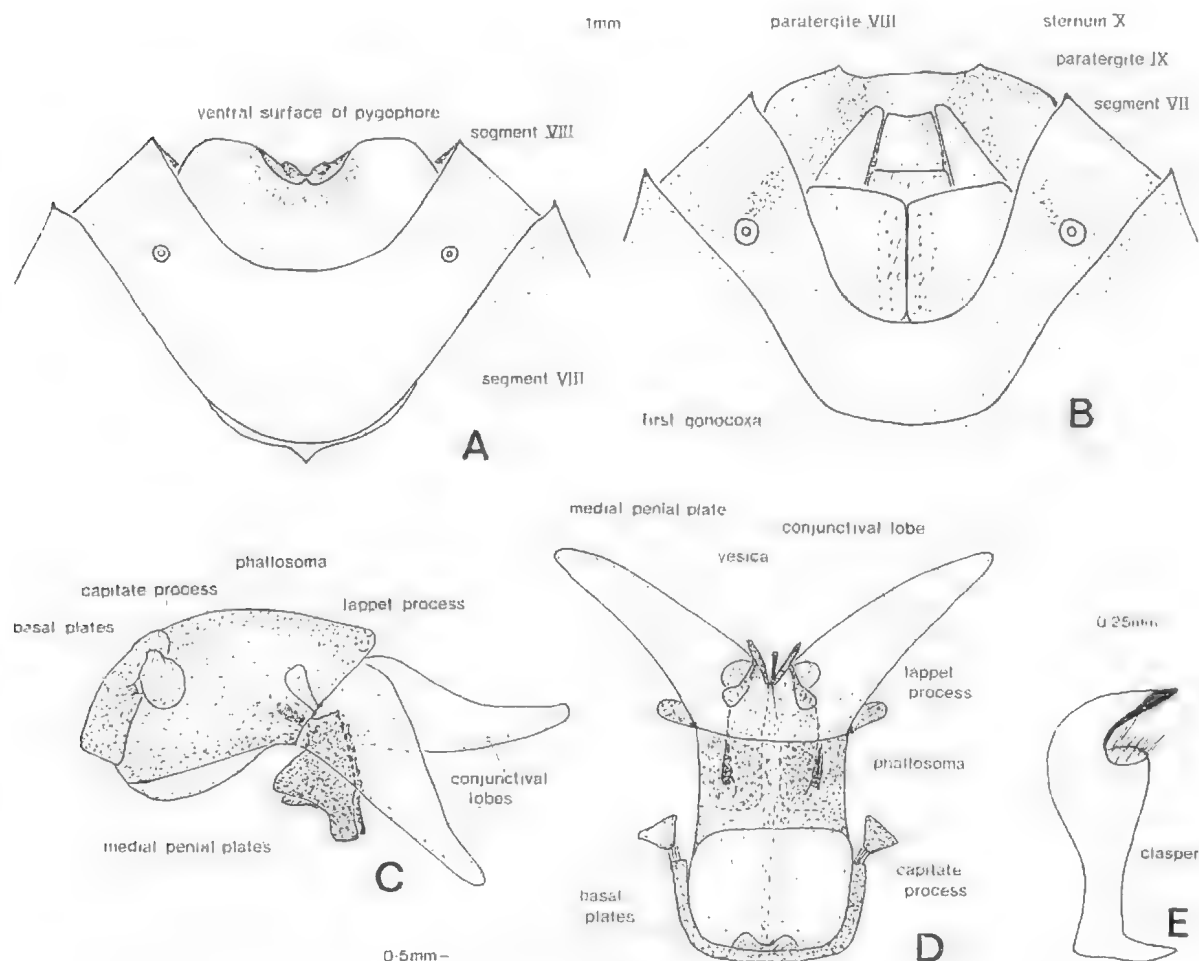 1mm
paratergite VIII
sternum X
paratergite IX
segment VII
ventral surface of pygophore
segment VIII
segment VIII
A
first gonocoxa
B
medial penial plate
conjunctival lobe
vesica
phallosoma
capitate process
lappet process
basal plates
conjunctival
lobes
medial penial plates
C
0·5mm
lappet
process
phallosoma
capitate
process
basal
plates
D
0·25mm
clasper
E